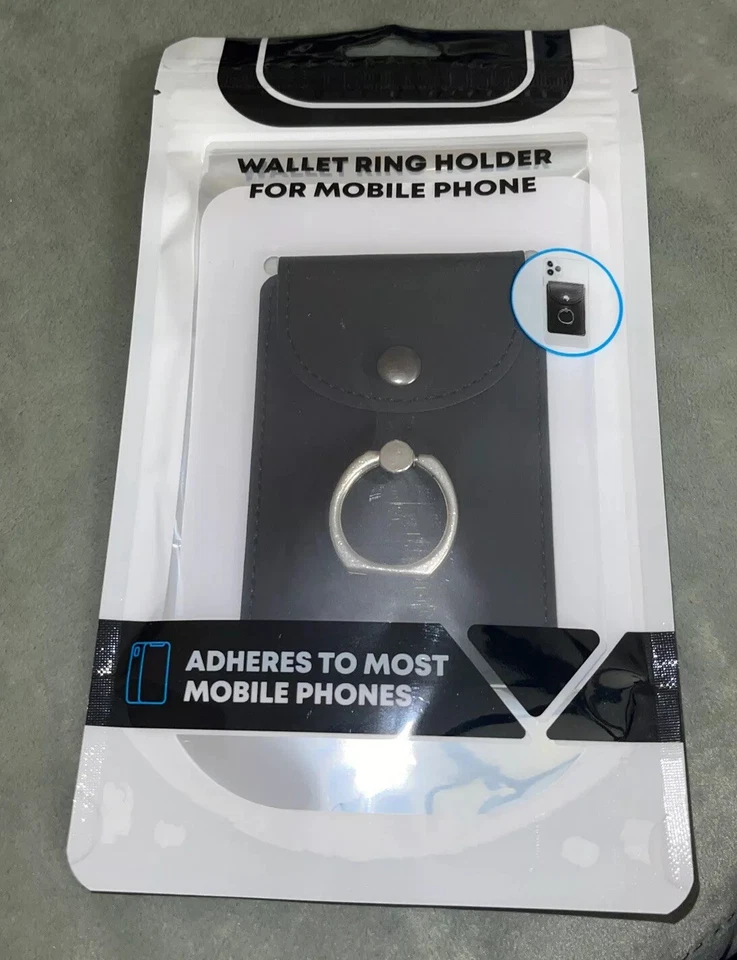 WALLET RING HOLDER
FOR MOBILE PHONE
ADHERES TO MOST
MOBILE PHONES